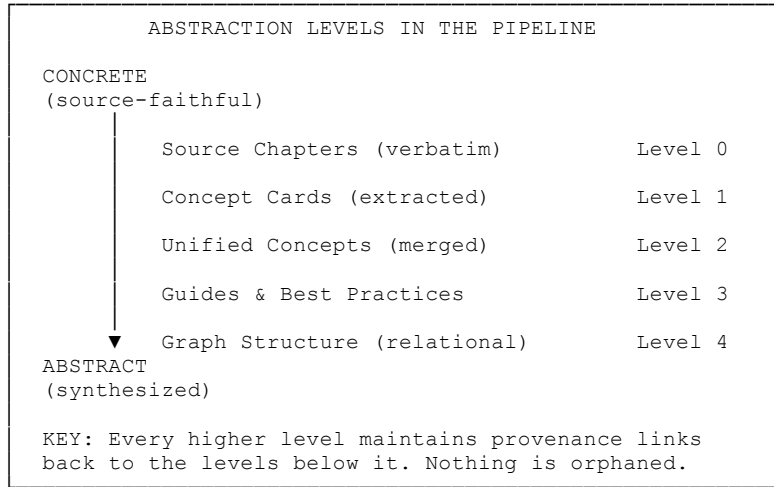 ABSTRACTION LEVELS IN THE PIPELINE
CONCRETE
(source-faithful)
Source Chapters (verbatim) Level 0
Concept Cards (extracted) Level 1
Unified Concepts (merged) Level 2
Guides & Best Practices Level 3
Graph Structure (relational) Level 4
ABSTRACT
(synthesized)
KEY: Every higher level maintains provenance links
back to the levels below it. Nothing is orphaned.